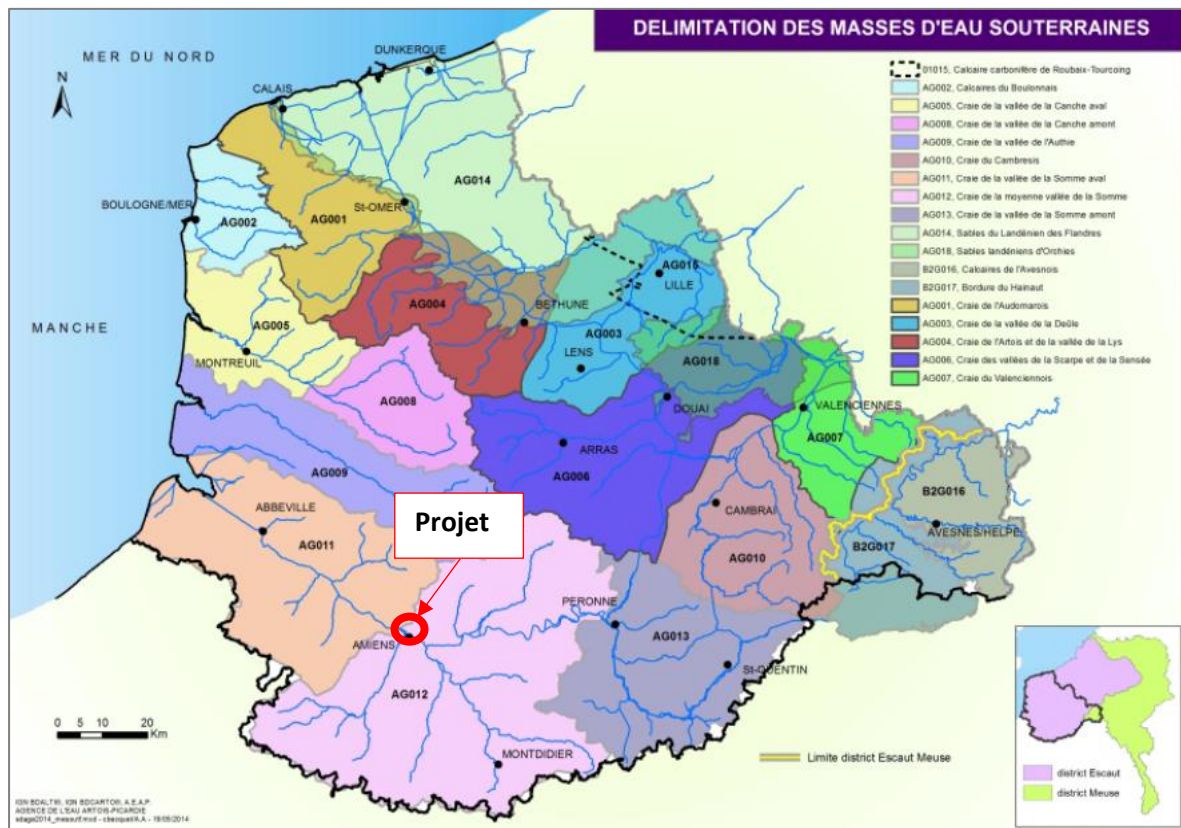 DELIMITATION DES MASSES D'EAU SOUTERRAINES
MER DU NORD
N
DUNKERQUE
CALAIS
BOULOGNE/MER
St-OMER
AG014
AG002
AG001
AG015
LILLE
AG004
BETHUNE
AG003
AG005
MANCHE
MONTREUIL
LENS
AG018
AG008
DOUAI
VALENCIENNES
ARRAS
AG007
AG009
AG006
B2G016
ABBEVILLE
Projet
CAMBRAI
AVESNES/HELPE
AG011
B2G017
AG010
PERONNE
AMIENS
AG013
St-QUENTIN
AG012
MONTDIDIER
0 5 10 20
Km
01015, Calcaire carbonifère de Roubaix-Tourcoing
AG002, Calcaires du Boulonnais
AG005, Craie de la vallée de la Canche aval
AG008, Craie de la vallée de la Canche amont
AG009, Craie de la vallée de l'Authie
AG010, Craie du Cambresis
AG011, Craie de la vallée de la Somme aval
AG012, Craie de la moyenne vallée de la Somme
AG013, Craie de la vallée de la Somme amont
AG014, Sables du Landénien des Flandres
AG018, Sables landéniens d'Orchies
B2G016, Calcaires de l'Avesnois
B2G017, Bordure du Hainaut
AG001, Craie de l'Audomarois
AG003, Craie de la vallée de la Deûle
AG004, Craie de l'Artois et de la vallée de la Lys
AG006, Craie des vallées de la Scarpe et de la Sensée
AG007, Craie du Valenciennois
Limite district Escaut Meuse
district Escaut
district Meuse
AGENCE DE L'EAU ARTOIS-PICARDIE